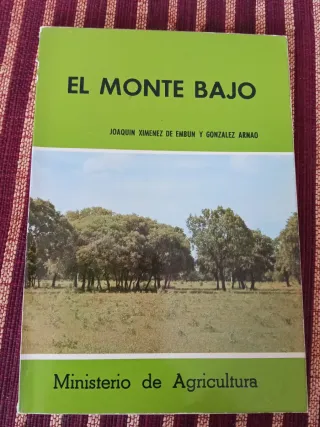 EL MONTE BAJO
JOAQUIN XIMENEZ DE EMBUN Y GONZALEZ ARNAO
Ministerio de Agricultura